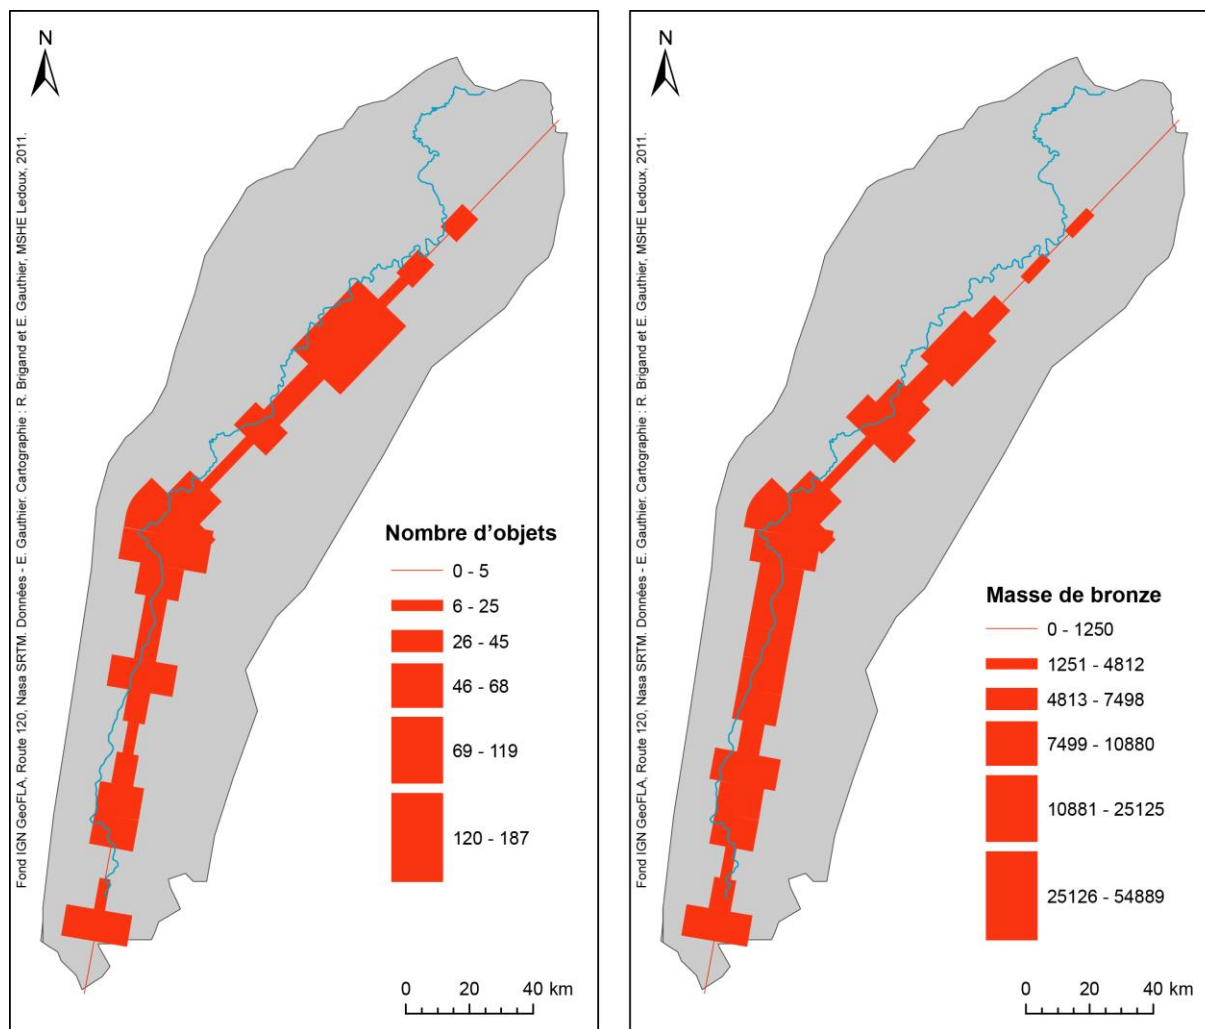 N
Fond IGN GeoFLA, Route 120, Nasa SRTM. Données - E. Gauthier. Cartographie : R. Brigand et E. Gauthier, MSHE Ledoux, 2011.
Nombre d’objets
0 - 5
6 - 25
26 - 45
46 - 68
69 - 119
120 - 187
0 20 40 km
N
Fond IGN GeoFLA, Route 120, Nasa SRTM. Données - E. Gauthier. Cartographie : R. Brigand et E. Gauthier, MSHE Ledoux, 2011.
Masse de bronze
0 - 1250
1251 - 4812
4813 - 7498
7499 - 10880
10881 - 25125
25126 - 54889
0 20 40 km